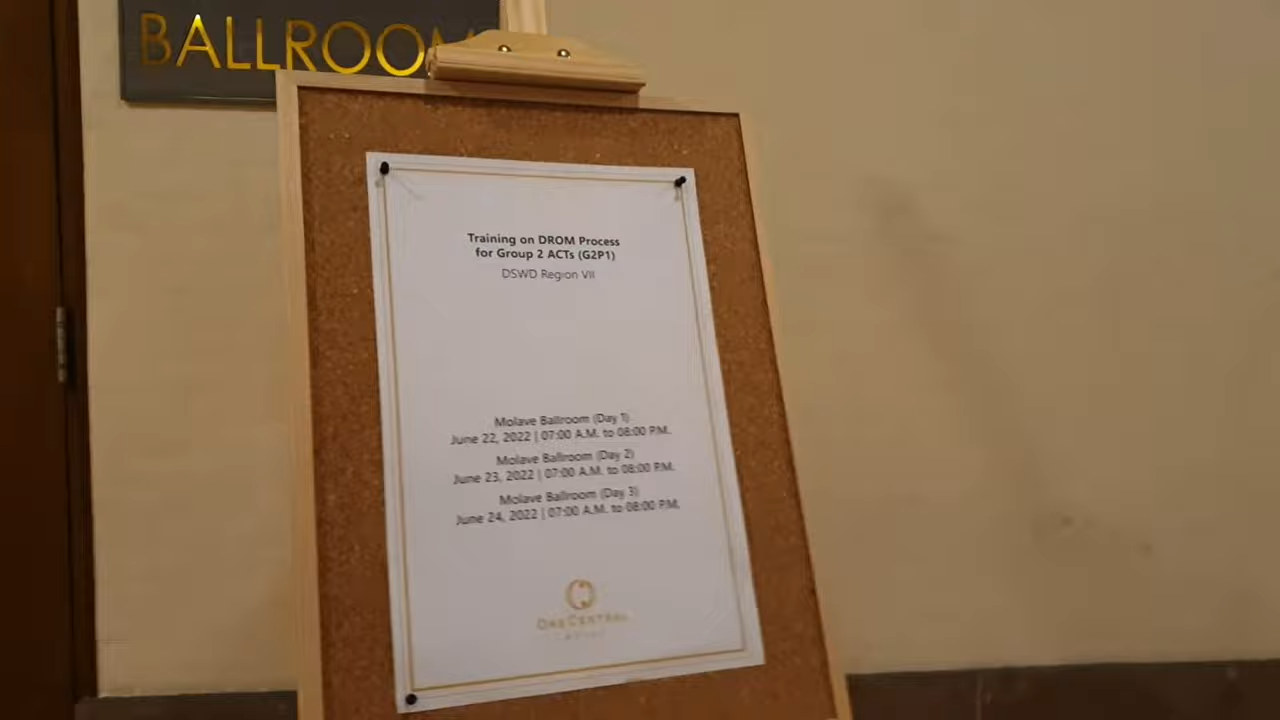 BALLROOM
Training on DROM Process
for Group 2 ACTs (G2P1)
DSWD Region VII
Molave Ballroom (Day 1)
June 22, 2022 | 07:00 A.M. to 08:00 P.M.
Molave Ballroom (Day 2)
June 23, 2022 | 07:00 A.M. to 08:00 P.M.
Molave Ballroom (Day 3)
June 24, 2022 | 07:00 A.M. to 08:00 P.M.
ONE CENTRAL